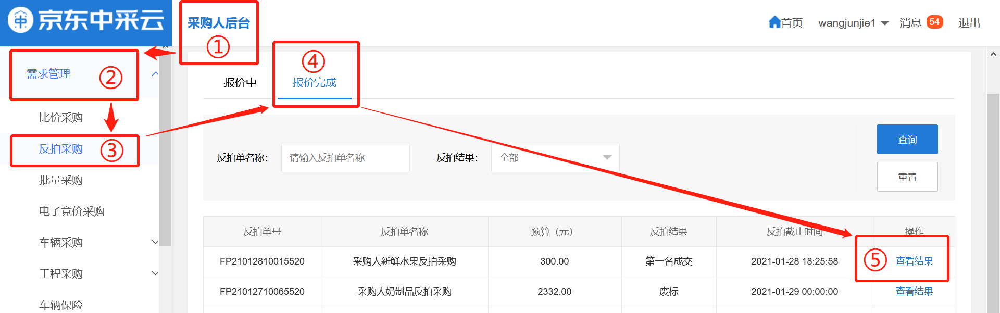 京东中采云
采购人后台
①
首页
wangjunjie1
消息
54
退出
需求管理
②
比价采购
反拍采购
③
批量采购
电子竞价采购
车辆采购
工程采购
车辆保险
④
报价中
报价完成
反拍单名称：
请输入反拍单名称
反拍结果：
全部
查询
重置
反拍单号 反拍单名称 预算（元） 反拍结果 反拍截止时间 操作
FP21012810015520 采购人新鲜水果反拍采购 300.00 第一名成交 2021-01-28 18:25:58 ⑤ 查看结果
FP21012710065520 采购人奶制品反拍采购 2332.00 废标 2021-01-29 00:00:00 查看结果